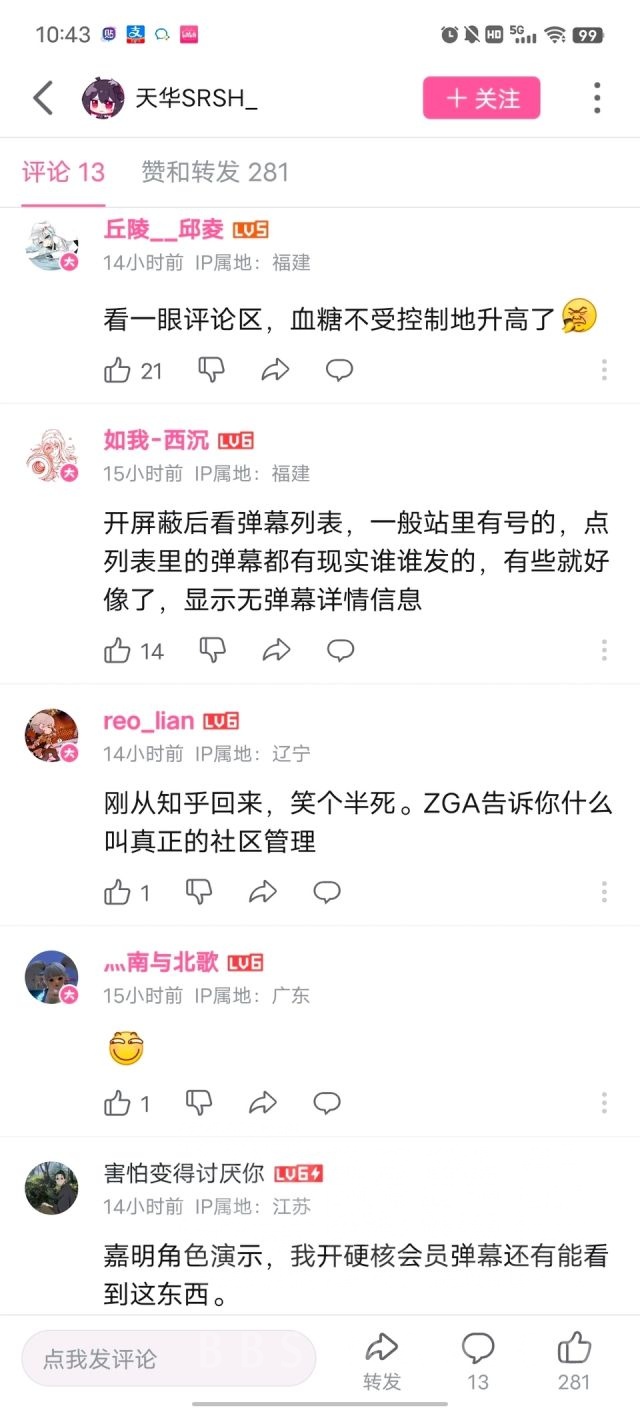 10:43
HD 5G 99
天华SRSH_
＋ 关注
评论 13 赞和转发 281
丘陵__邱菱 LV5
14小时前 IP属地：福建
看一眼评论区，血糖不受控制地升高了
21
如我-西沉 LV6
15小时前 IP属地：福建
开屏蔽后看弹幕列表，一般站里有号的，点
列表里的弹幕都有现实谁谁发的，有些就好
像了，显示无弹幕详情信息
14
reo_lian LV6
14小时前 IP属地：辽宁
刚从知乎回来，笑个半死。ZGA告诉你什么
叫真正的社区管理
1
灬南与北歌 LV6
15小时前 IP属地：广东
1
害怕变得讨厌你 LV6
14小时前 IP属地：江苏
嘉明角色演示，我开硬核会员弹幕还有能看
到这东西。
点我发评论
BBS
转发 13 281